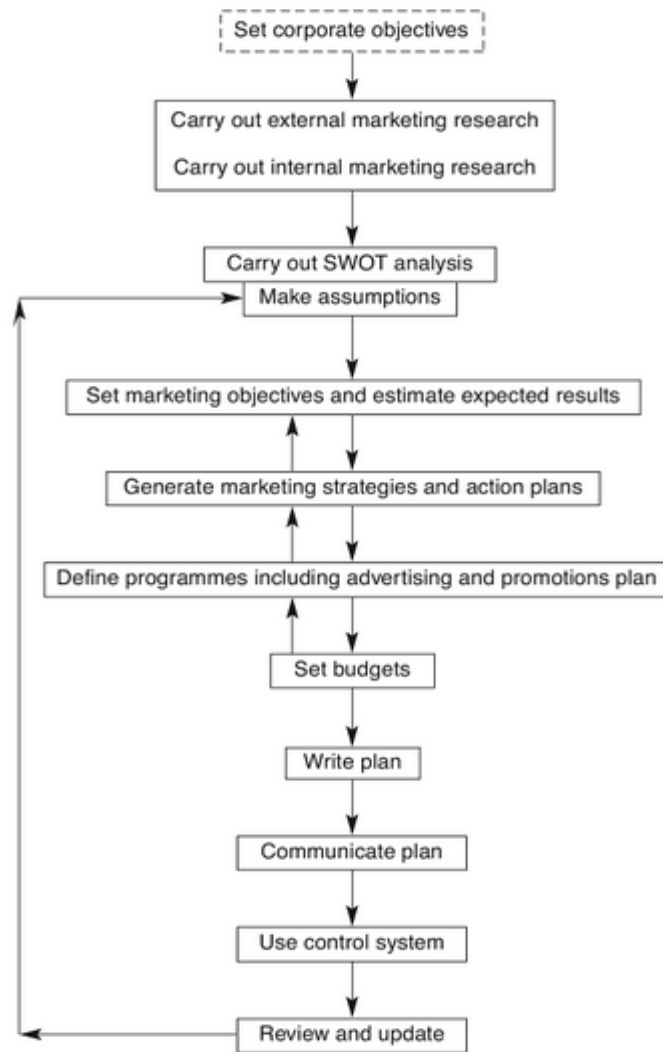 Set corporate objectives
Carry out external marketing research
Carry out internal marketing research
Carry out SWOT analysis
Make assumptions
Set marketing objectives and estimate expected results
Generate marketing strategies and action plans
Define programmes including advertising and promotions plan
Set budgets
Write plan
Communicate plan
Use control system
Review and update